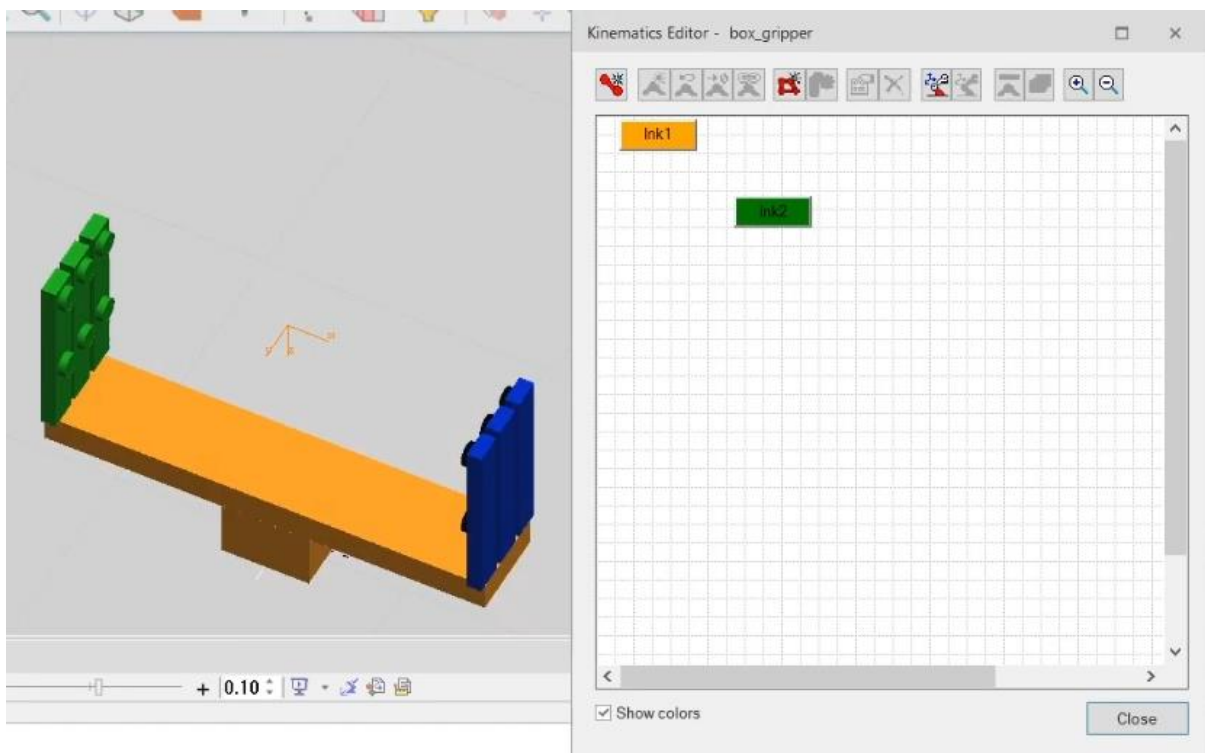 Kinematics Editor - box_gripper
lnk1
lnk2
+ 0.10
Show colors
Close